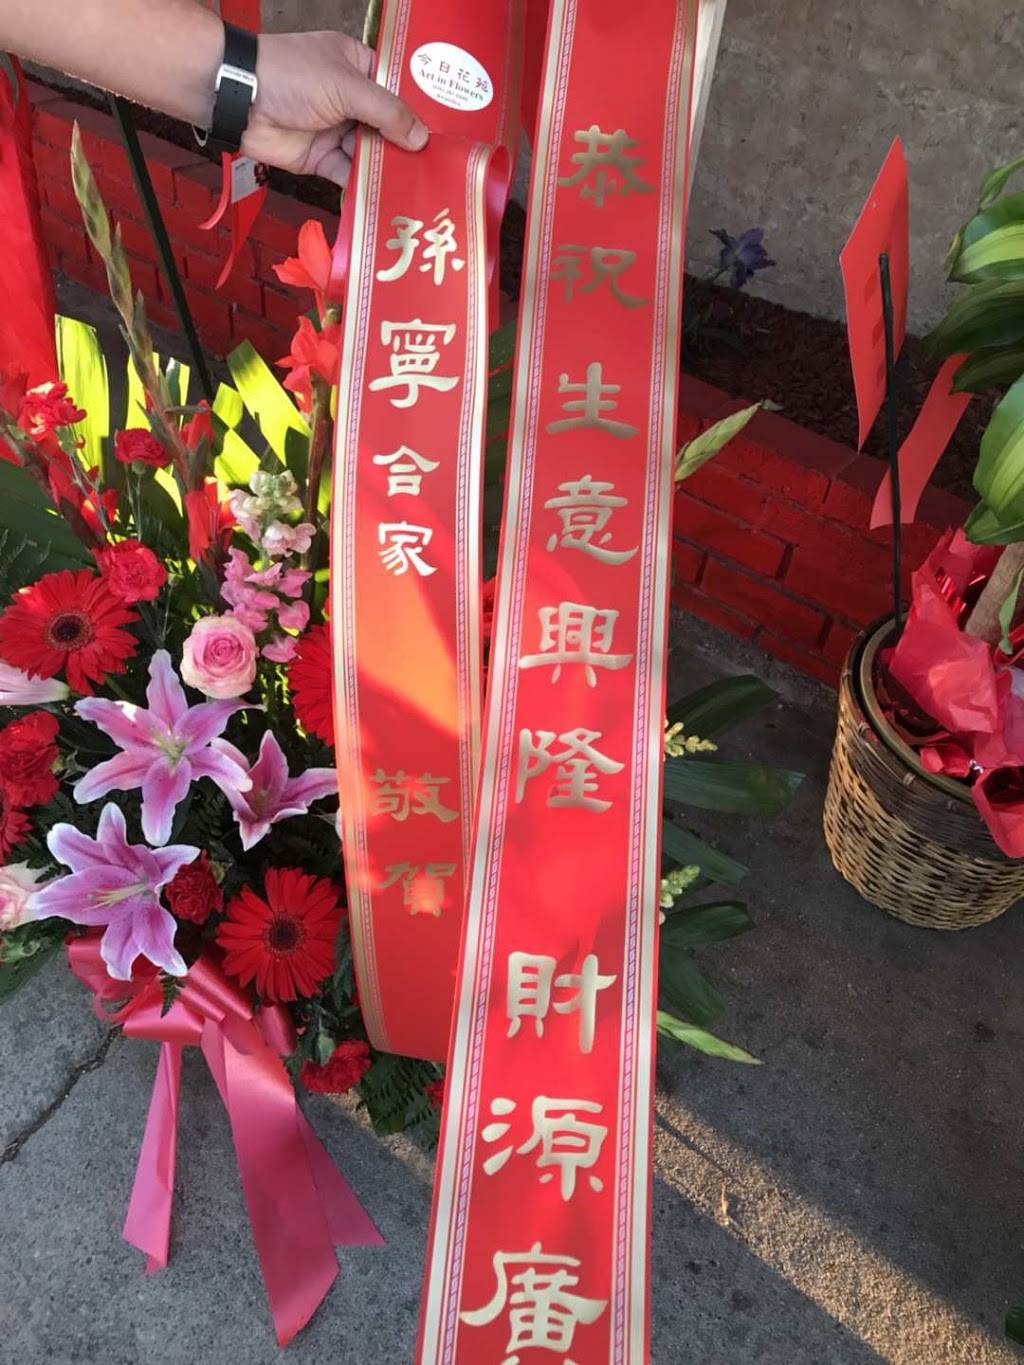 恭祝生意興隆財源廣
孫寧合家敬賀
今日花苑
Art in Flowers